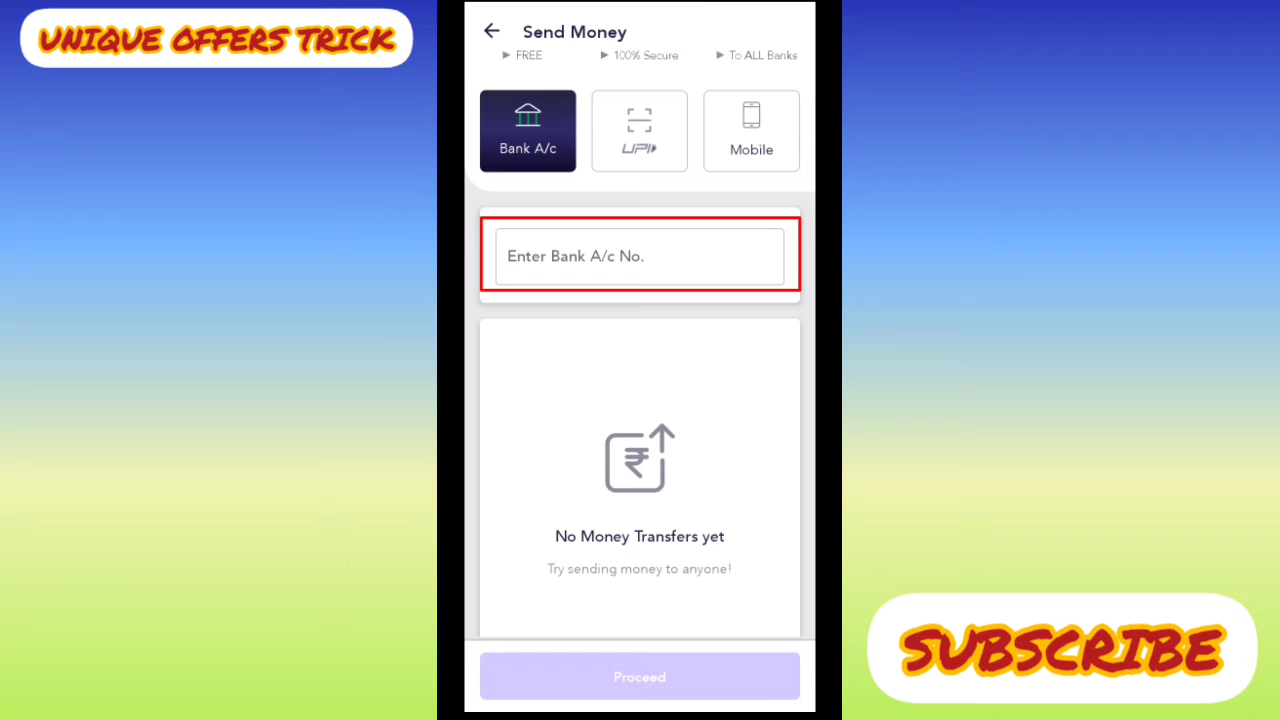 UNIQUE OFFERS TRICK
Send Money
FREE
100% Secure
To ALL Banks
Bank A/c
UPI
Mobile
Enter Bank A/c No.
₹
No Money Transfers yet
Try sending money to anyone!
Proceed
SUBSCRIBE